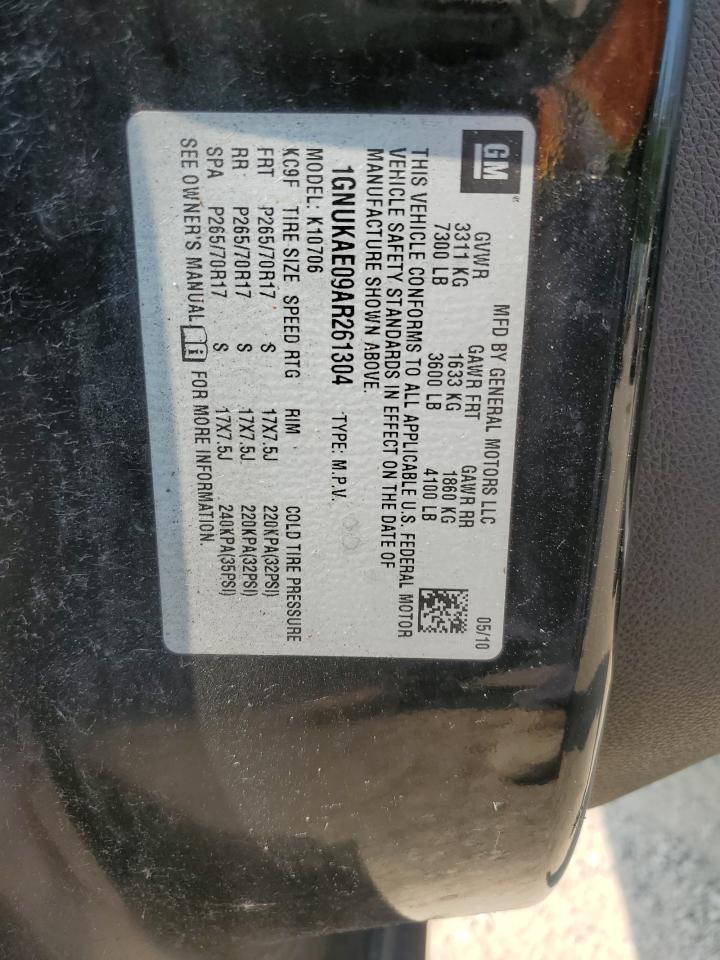 GM
MFD BY GENERAL MOTORS LLC 05/10
GVWR GAWR FRT GAWR RR
3311 KG 1633 KG 1860 KG
7300 LB 3600 LB 4100 LB
THIS VEHICLE CONFORMS TO ALL APPLICABLE U.S. FEDERAL MOTOR
VEHICLE SAFETY STANDARDS IN EFFECT ON THE DATE OF
MANUFACTURE SHOWN ABOVE.
1GNUKAE09AR261304 TYPE: M.P.V.
MODEL: K10706
KC9F TIRE SIZE SPEED RTG RIM COLD TIRE PRESSURE
FRT P265/70R17 S 17X7.5J 220KPA(32PSI)
RR P265/70R17 S 17X7.5J 220KPA(32PSI)
SPA P265/70R17 S 17X7.5J 240KPA(35PSI)
SEE OWNER'S MANUAL FOR MORE INFORMATION.